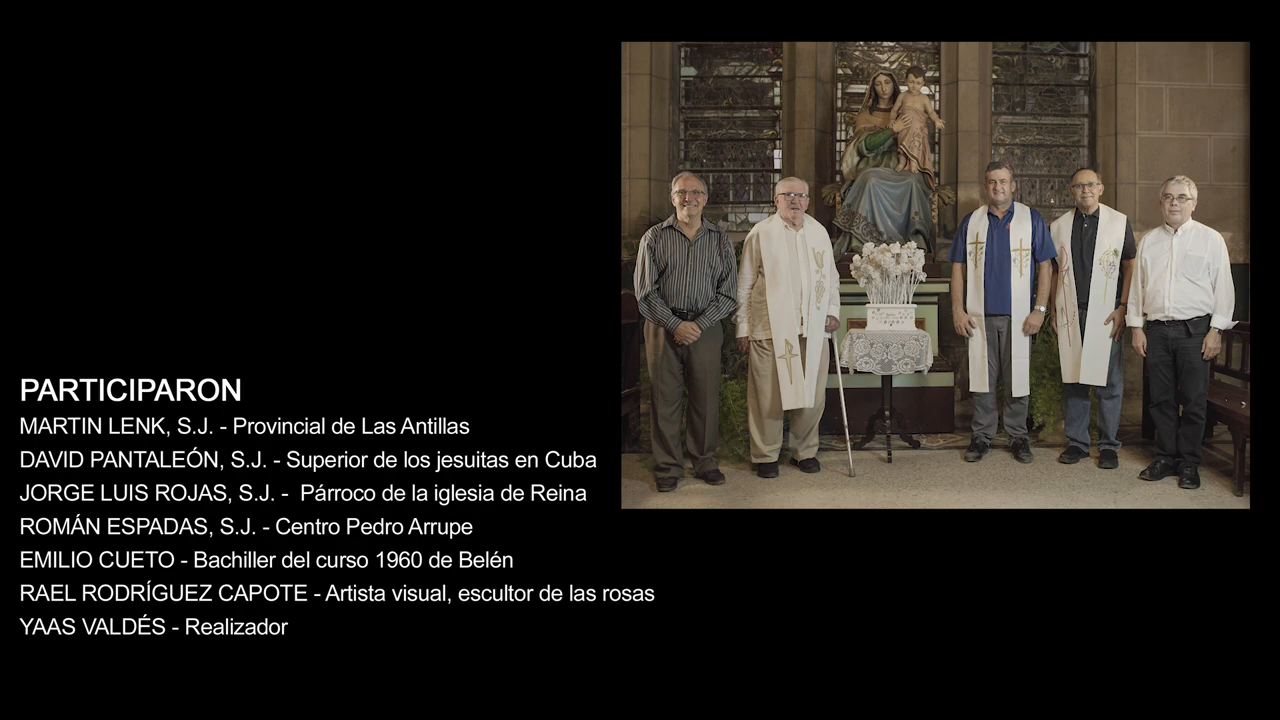 PARTICIPARON
MARTIN LENK, S.J. - Provincial de Las Antillas
DAVID PANTALEÓN, S.J. - Superior de los jesuitas en Cuba
JORGE LUIS ROJAS, S.J. - Párroco de la iglesia de Reina
ROMÁN ESPADAS, S.J. - Centro Pedro Arrupe
EMILIO CUETO - Bachiller del curso 1960 de Belén
RAEL RODRÍGUEZ CAPOTE - Artista visual, escultor de las rosas
YAAS VALDÉS - Realizador